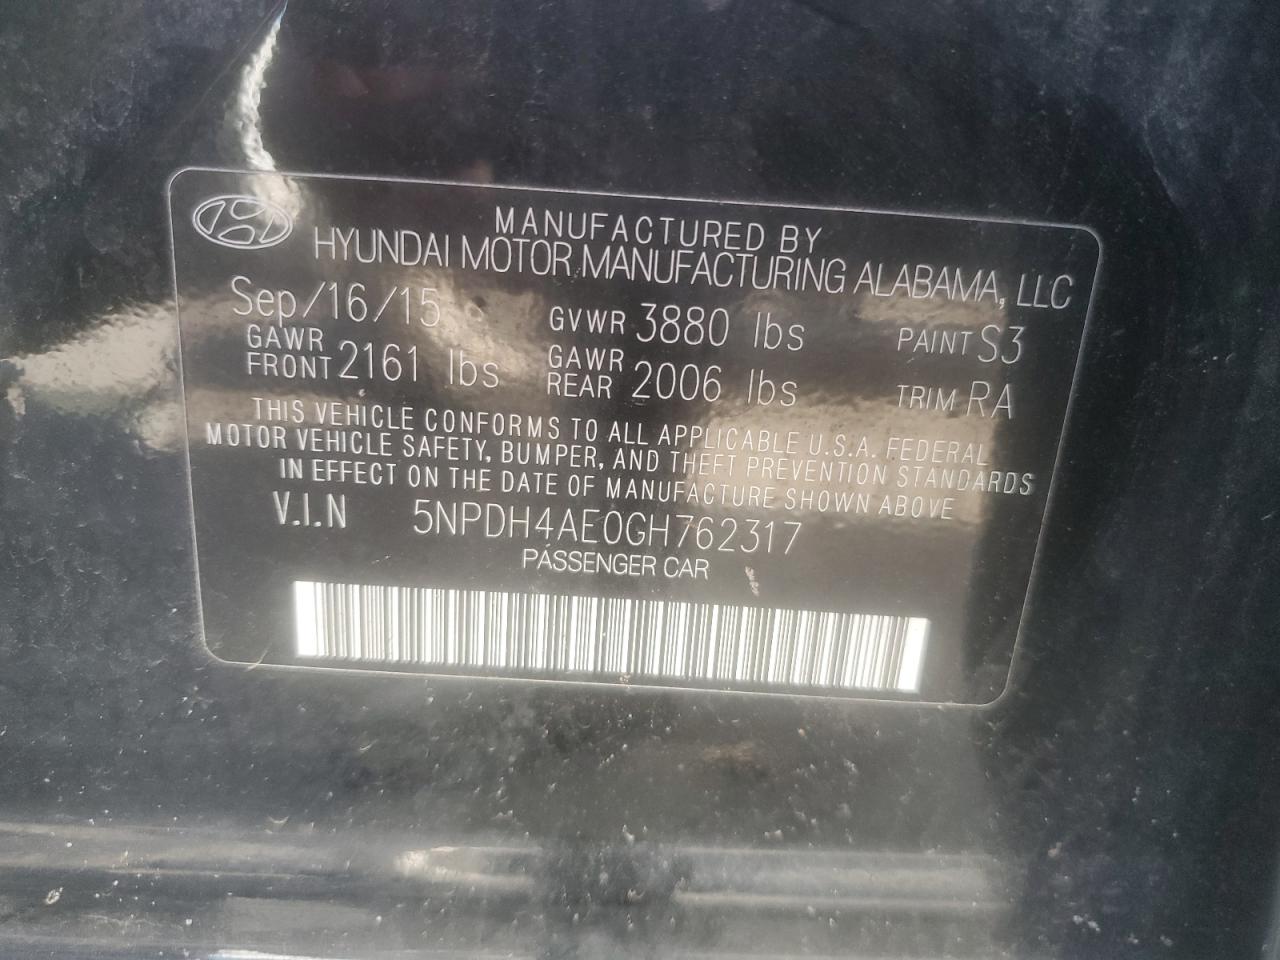 MANUFACTURED BY
HYUNDAI MOTOR MANUFACTURING ALABAMA, LLC
Sep/16/15 GVWR 3880 lbs PAINT S3
GAWR FRONT 2161 lbs GAWR REAR 2006 lbs TRIM RA
THIS VEHICLE CONFORMS TO ALL APPLICABLE U.S.A. FEDERAL
MOTOR VEHICLE SAFETY, BUMPER, AND THEFT PREVENTION STANDARDS
IN EFFECT ON THE DATE OF MANUFACTURE SHOWN ABOVE
V.I.N 5NPDH4AE0GH762317
PASSENGER CAR